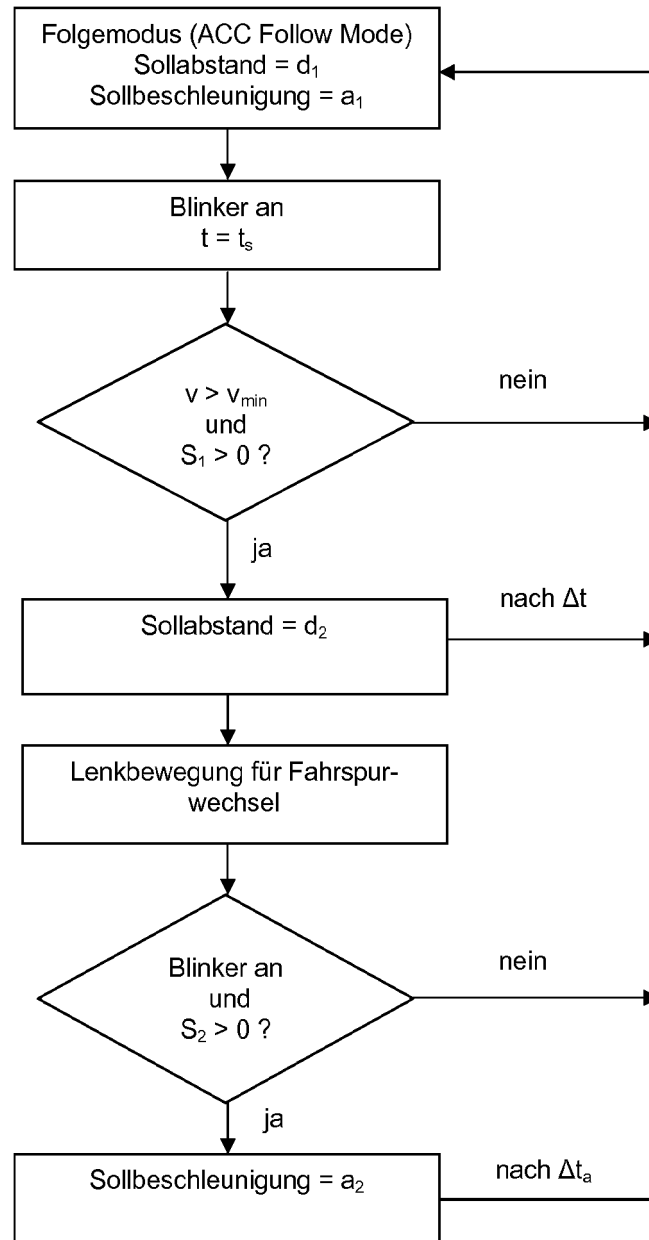 Folgemodus (ACC Follow Mode)
Sollabstand = d₁
Sollbeschleunigung = a₁
Blinker an
t = tₛ
v > vₘᵢₙ
und
S₁ > 0 ?
nein
ja
Sollabstand = d₂
nach Δt
Lenkbewegung für Fahrspur-
wechsel
Blinker an
und
S₂ > 0 ?
nein
ja
Sollbeschleunigung = a₂
nach Δtₐ